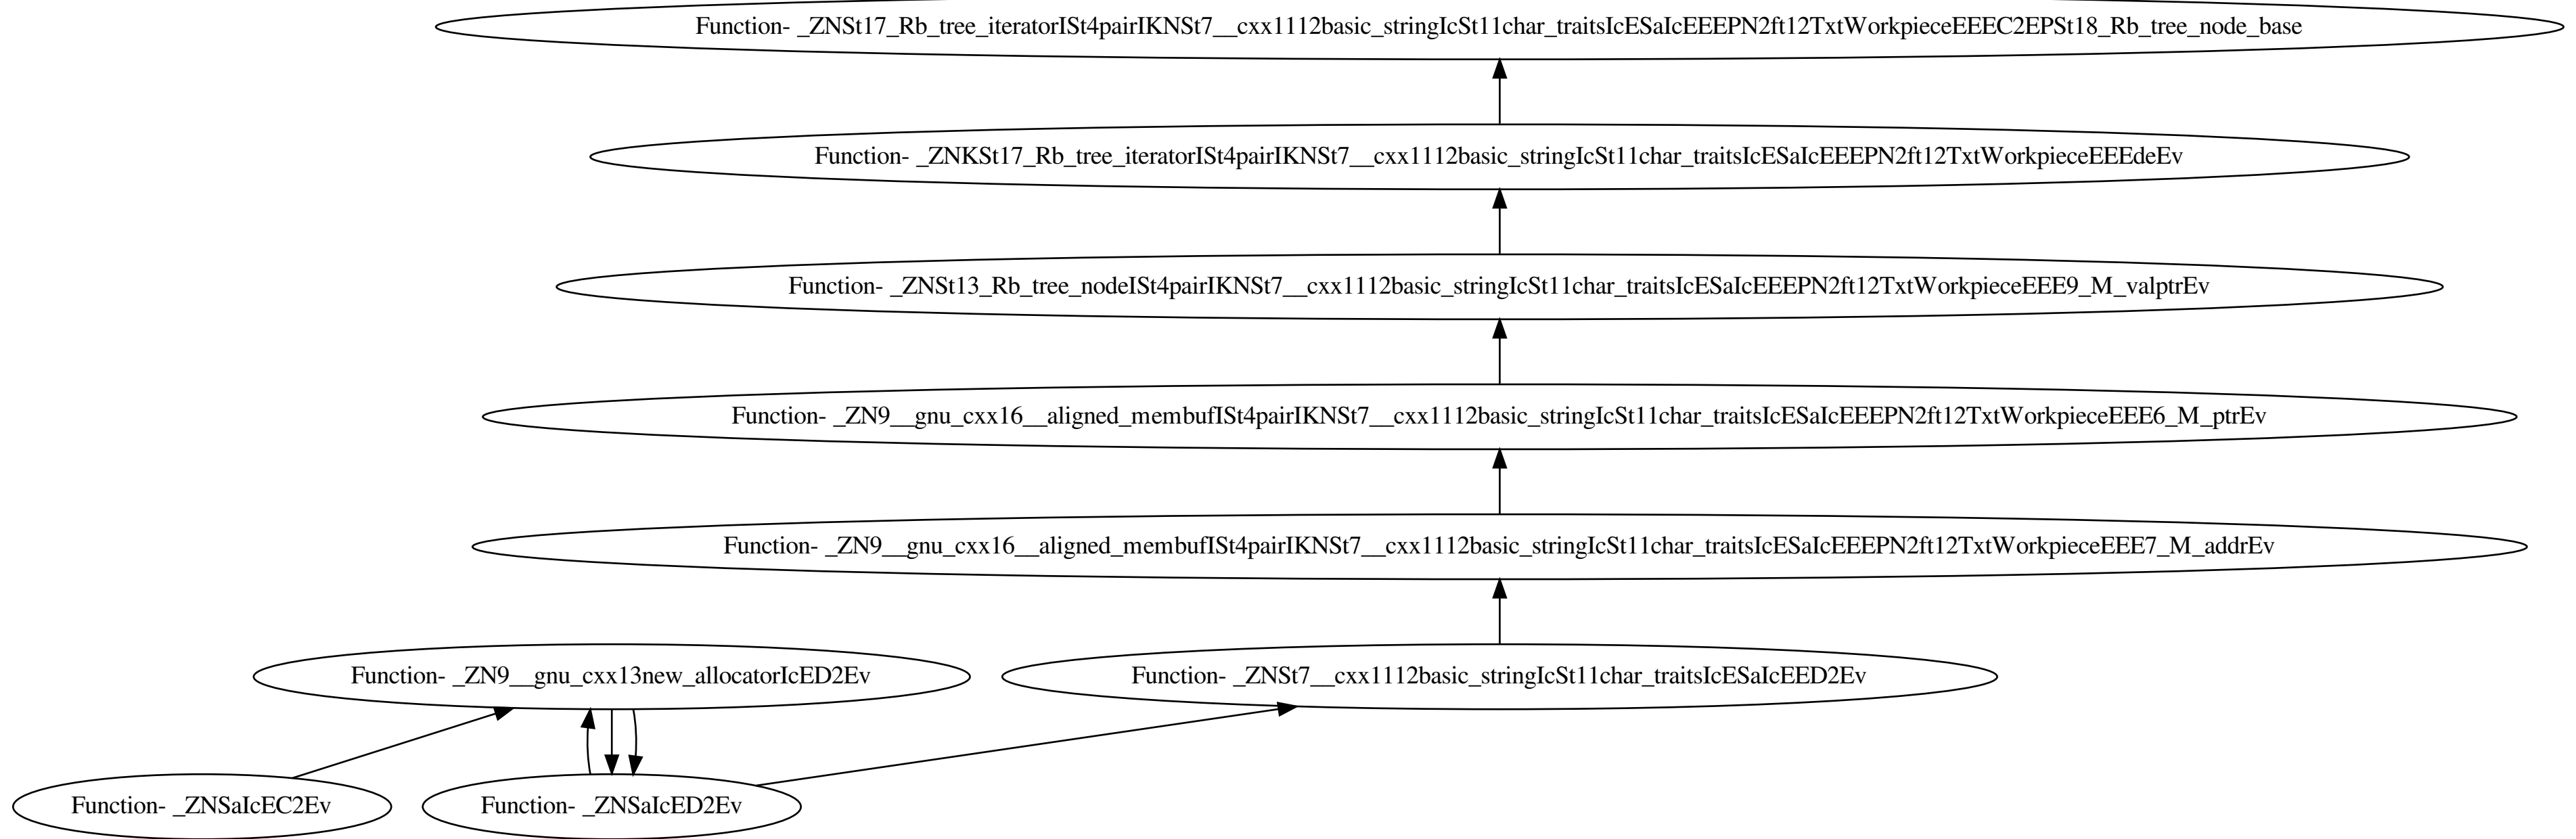 Function- _ZNSt17_Rb_tree_iteratorISt4pairIKNSt7__cxx1112basic_stringIcSt11char_traitsIcESaIcEEEPN2ft12TxtWorkpieceEEEC2EPSt18_Rb_tree_node_base
Function- _ZNKSt17_Rb_tree_iteratorISt4pairIKNSt7__cxx1112basic_stringIcSt11char_traitsIcESaIcEEEPN2ft12TxtWorkpieceEEEdeEv
Function- _ZNSt13_Rb_tree_nodeISt4pairIKNSt7__cxx1112basic_stringIcSt11char_traitsIcESaIcEEEPN2ft12TxtWorkpieceEEE9_M_valptrEv
Function- _ZN9__gnu_cxx16__aligned_membufISt4pairIKNSt7__cxx1112basic_stringIcSt11char_traitsIcESaIcEEEPN2ft12TxtWorkpieceEEE6_M_ptrEv
Function- _ZN9__gnu_cxx16__aligned_membufISt4pairIKNSt7__cxx1112basic_stringIcSt11char_traitsIcESaIcEEEPN2ft12TxtWorkpieceEEE7_M_addrEv
Function- _ZN9__gnu_cxx13new_allocatorIcED2Ev
Function- _ZNSt7__cxx1112basic_stringIcSt11char_traitsIcESaIcEED2Ev
Function- _ZNSaIcEC2Ev
Function- _ZNSaIcED2Ev